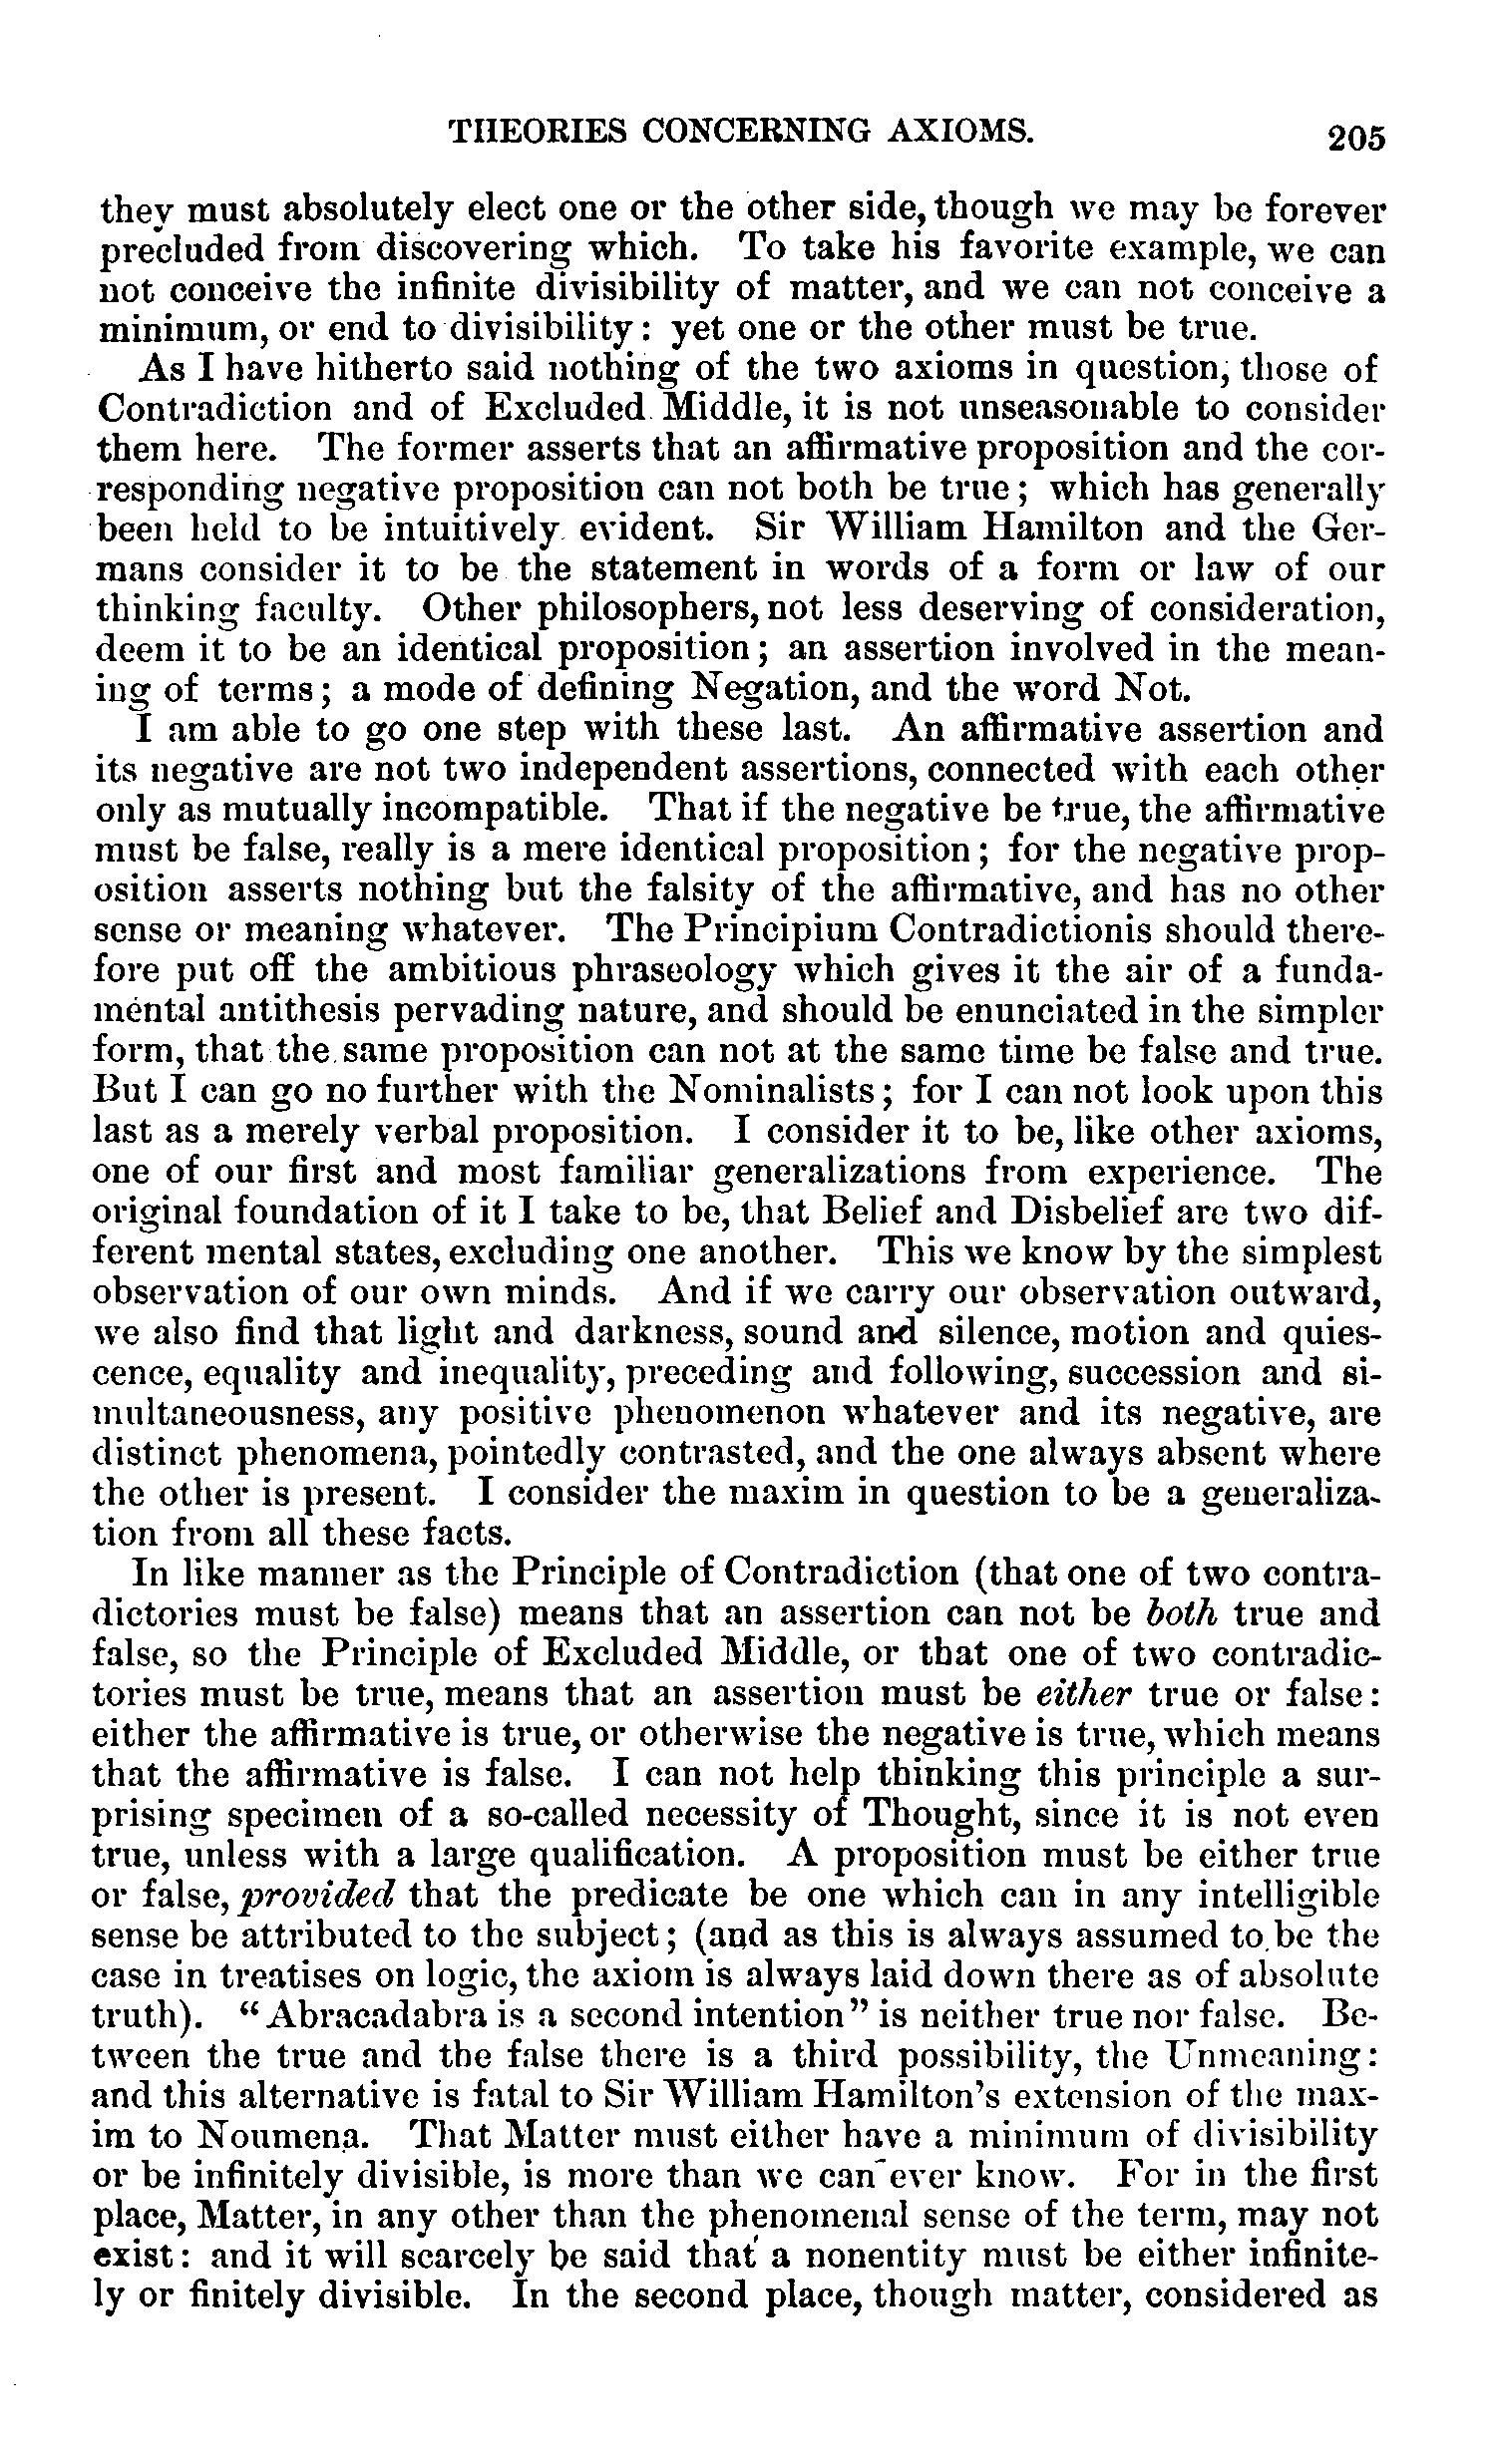 THEORIES CONCERNING AXIOMS. 205
they must absolutely elect one or the other side, though we may be forever
precluded from discovering which. To take his favorite example, we can
not conceive the infinite divisibility of matter, and we can not conceive a
minimum, or end to divisibility: yet one or the other must be true.
As I have hitherto said nothing of the two axioms in question, those of
Contradiction and of Excluded Middle, it is not unseasonable to consider
them here. The former asserts that an affirmative proposition and the cor-
responding negative proposition can not both be true; which has generally
been held to be intuitively evident. Sir William Hamilton and the Ger-
mans consider it to be the statement in words of a form or law of our
thinking faculty. Other philosophers, not less deserving of consideration,
deem it to be an identical proposition; an assertion involved in the mean-
ing of terms; a mode of defining Negation, and the word Not.
I am able to go one step with these last. An affirmative assertion and
its negative are not two independent assertions, connected with each other
only as mutually incompatible. That if the negative be true, the affirmative
must be false, really is a mere identical proposition; for the negative prop-
osition asserts nothing but the falsity of the affirmative, and has no other
sense or meaning whatever. The Principium Contradictionis should there-
fore put off the ambitious phraseology which gives it the air of a funda-
mental antithesis pervading nature, and should be enunciated in the simpler
form, that the same proposition can not at the same time be false and true.
But I can go no further with the Nominalists; for I can not look upon this
last as a merely verbal proposition. I consider it to be, like other axioms,
one of our first and most familiar generalizations from experience. The
original foundation of it I take to be, that Belief and Disbelief are two dif-
ferent mental states, excluding one another. This we know by the simplest
observation of our own minds. And if we carry our observation outward,
we also find that light and darkness, sound and silence, motion and quies-
cence, equality and inequality, preceding and following, succession and si-
multaneousness, any positive phenomenon whatever and its negative, are
distinct phenomena, pointedly contrasted, and the one always absent where
the other is present. I consider the maxim in question to be a generaliza-
tion from all these facts.
In like manner as the Principle of Contradiction (that one of two contra-
dictories must be false) means that an assertion can not be both true and
false, so the Principle of Excluded Middle, or that one of two contradic-
tories must be true, means that an assertion must be either true or false:
either the affirmative is true, or otherwise the negative is true, which means
that the affirmative is false. I can not help thinking this principle a sur-
prising specimen of a so-called necessity of Thought, since it is not even
true, unless with a large qualification. A proposition must be either true
or false, provided that the predicate be one which can in any intelligible
sense be attributed to the subject; (and as this is always assumed to be the
case in treatises on logic, the axiom is always laid down there as of absolute
truth). “Abracadabra is a second intention” is neither true nor false. Be-
tween the true and the false there is a third possibility, the Unmeaning:
and this alternative is fatal to Sir William Hamilton's extension of the max-
im to Noumena. That Matter must either have a minimum of divisibility
or be infinitely divisible, is more than we can ever know. For in the first
place, Matter, in any other than the phenomenal sense of the term, may not
exist: and it will scarcely be said that a nonentity must be either infinite-
ly or finitely divisible. In the second place, though matter, considered as